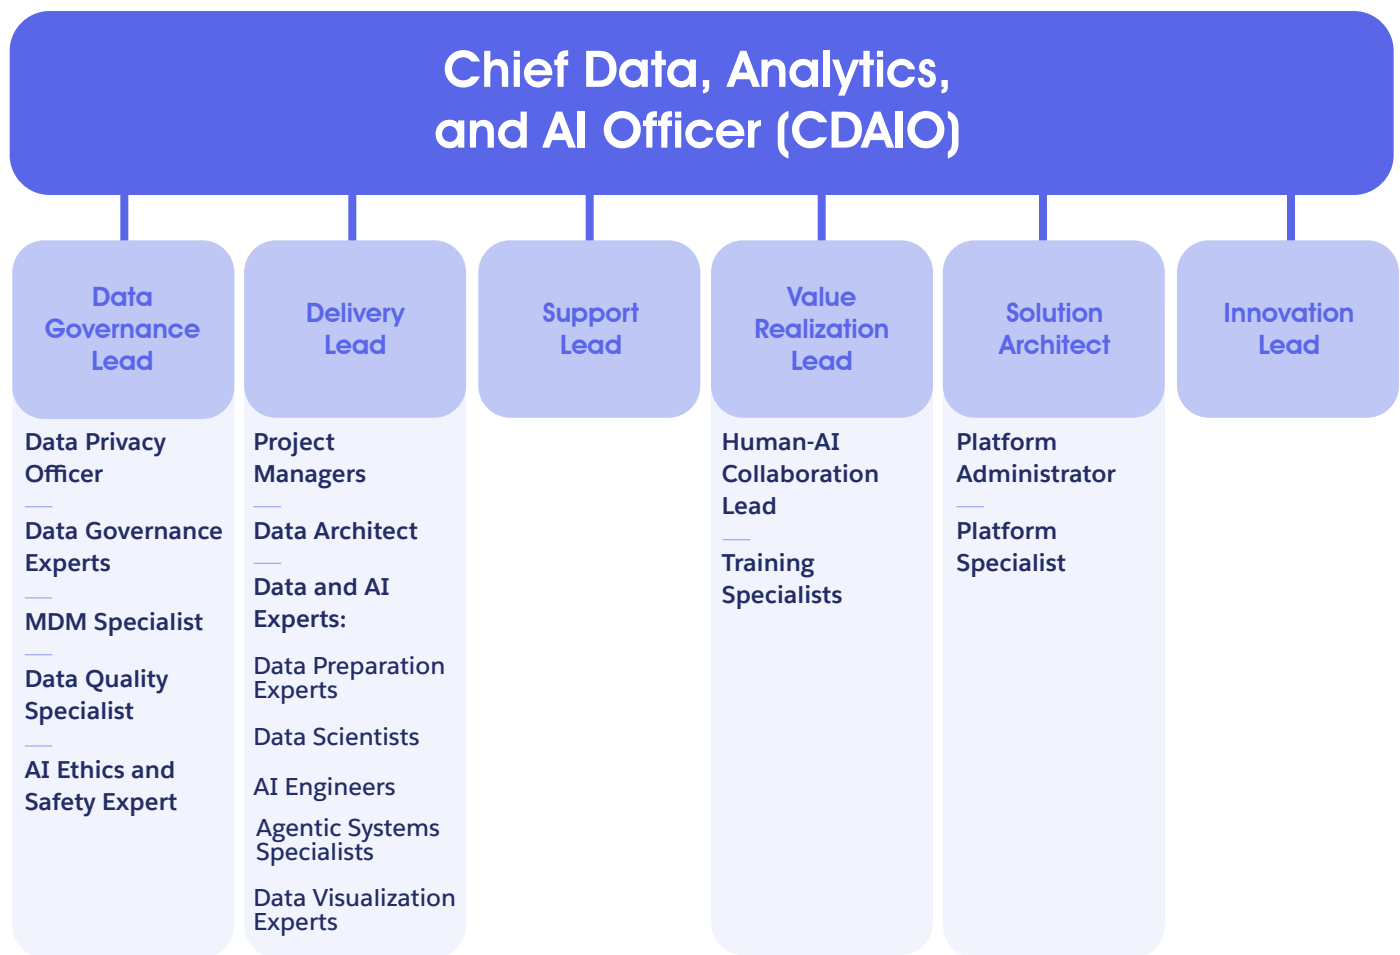 Chief Data, Analytics,
and AI Officer (CDAIO)
Data
Governance
Lead
Data Privacy
Officer
Data Governance
Experts
MDM Specialist
Data Quality
Specialist
AI Ethics and
Safety Expert
Delivery
Lead
Project
Managers
Data Architect
Data and AI
Experts:
Data Preparation
Experts
Data Scientists
AI Engineers
Agentic Systems
Specialists
Data Visualization
Experts
Support
Lead
Value
Realization
Lead
Human-AI
Collaboration
Lead
Training
Specialists
Solution
Architect
Platform
Administrator
Platform
Specialist
Innovation
Lead